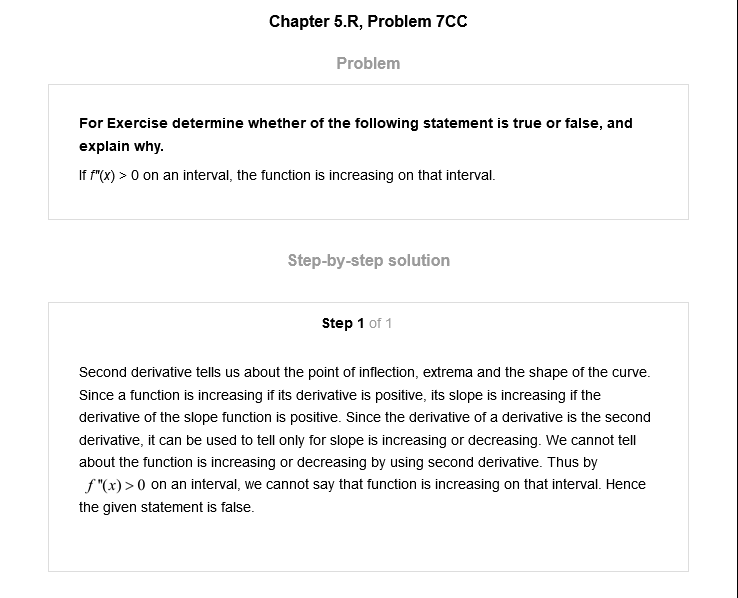 Chapter 5.R, Problem 7CC
Problem
For Exercise determine whether of the following statement is true or false, and
explain why.
If f"(x) > 0 on an interval, the function is increasing on that interval.
Step-by-step solution
Step 1 of 1
Second derivative tells us about the point of inflection, extrema and the shape of the curve.
Since a function is increasing if its derivative is positive, its slope is increasing if the
derivative of the slope function is positive. Since the derivative of a derivative is the second
derivative, it can be used to tell only for slope is increasing or decreasing. We cannot tell
about the function is increasing or decreasing by using second derivative. Thus by
f "(x) > 0 on an interval, we cannot say that function is increasing on that interval. Hence
the given statement is false.